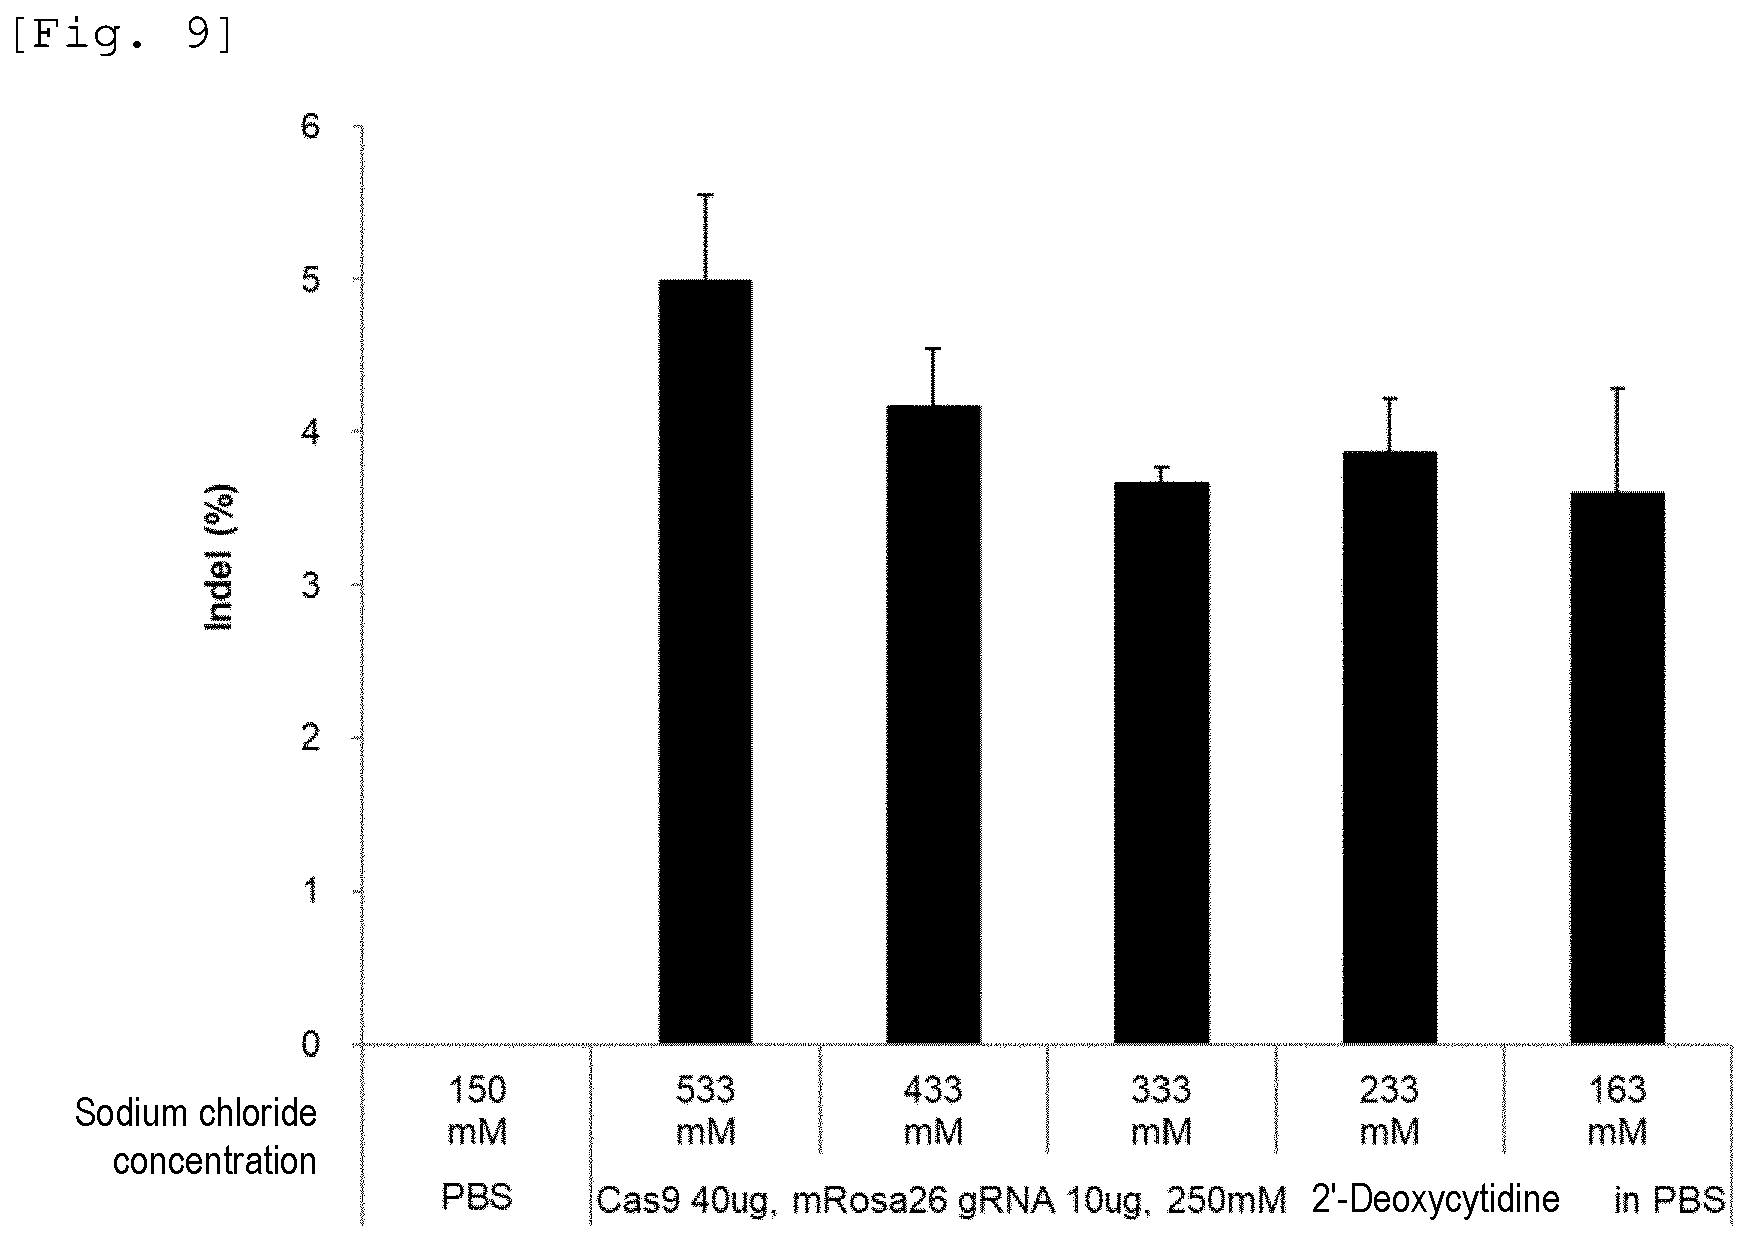 [Fig. 9]
6
5
4
3
2
1
0
Indel (%)
Sodium chloride
concentration
150 mM
533 mM
433 mM
333 mM
233 mM
163 mM
PBS
Cas9 40ug, mRosa26 gRNA 10ug, 250mM 2'-Deoxycytidine in PBS